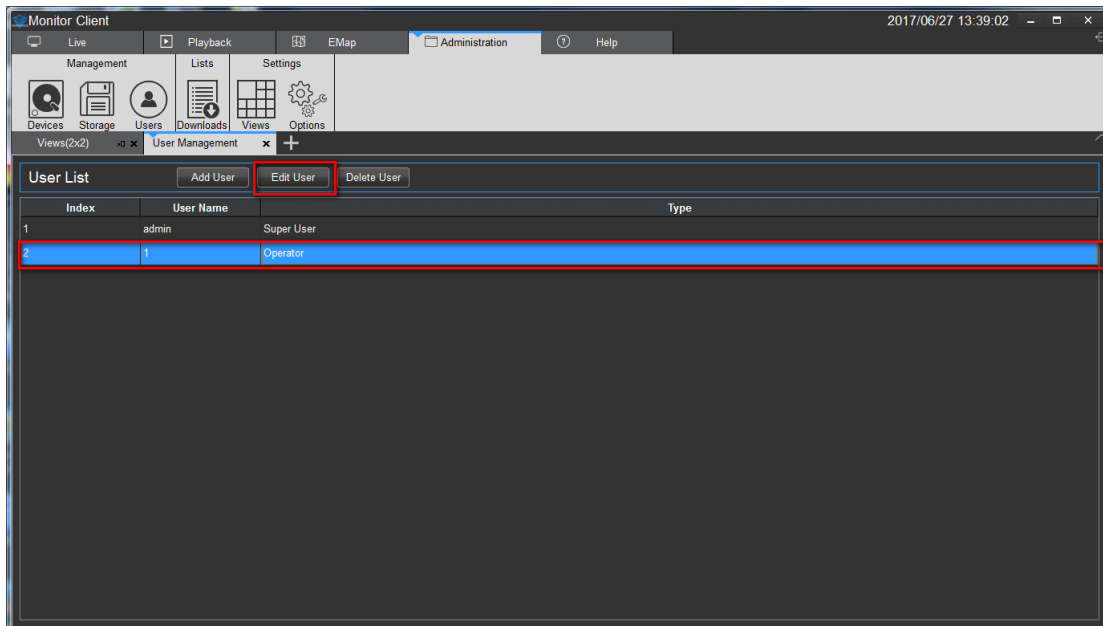 Monitor Client 2017/06/27 13:39:02
Live Playback EMap Administration Help
Management Lists Settings
Devices Storage Users Downloads Views Options
Views(2x2) User Management
User List Add User Edit User Delete User
Index User Name Type
1 admin Super User
2 1 Operator